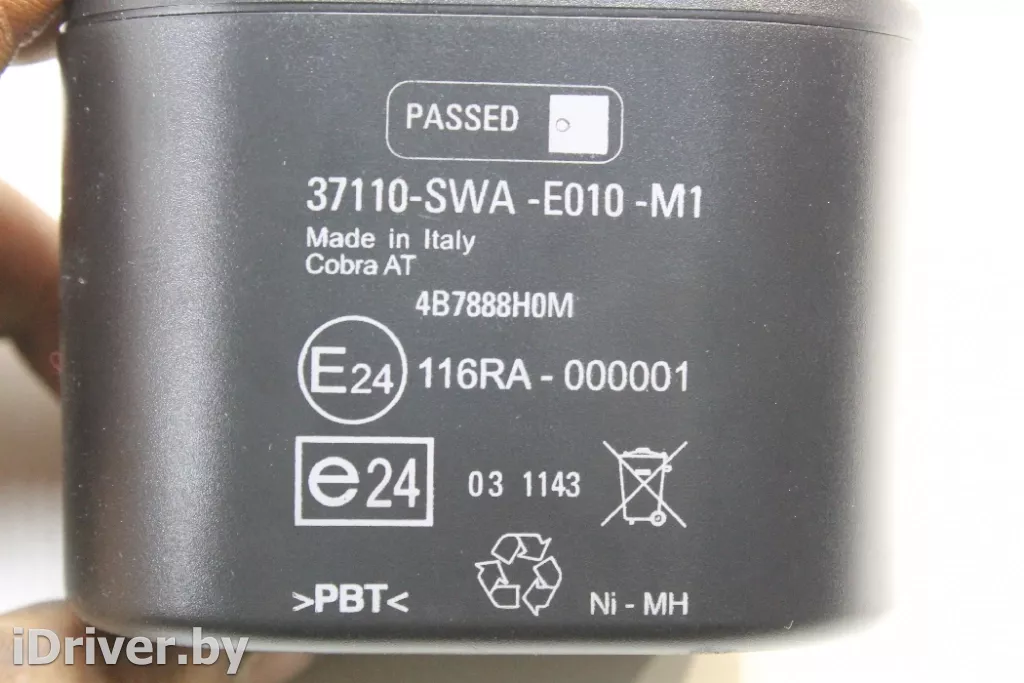 PASSED
37110-SWA -E010 -M1
Made in Italy
Cobra AT
4B7888H0M
E24 116RA - 000001
e24 03 1143
>PBT< Ni - MH
iDriver.by